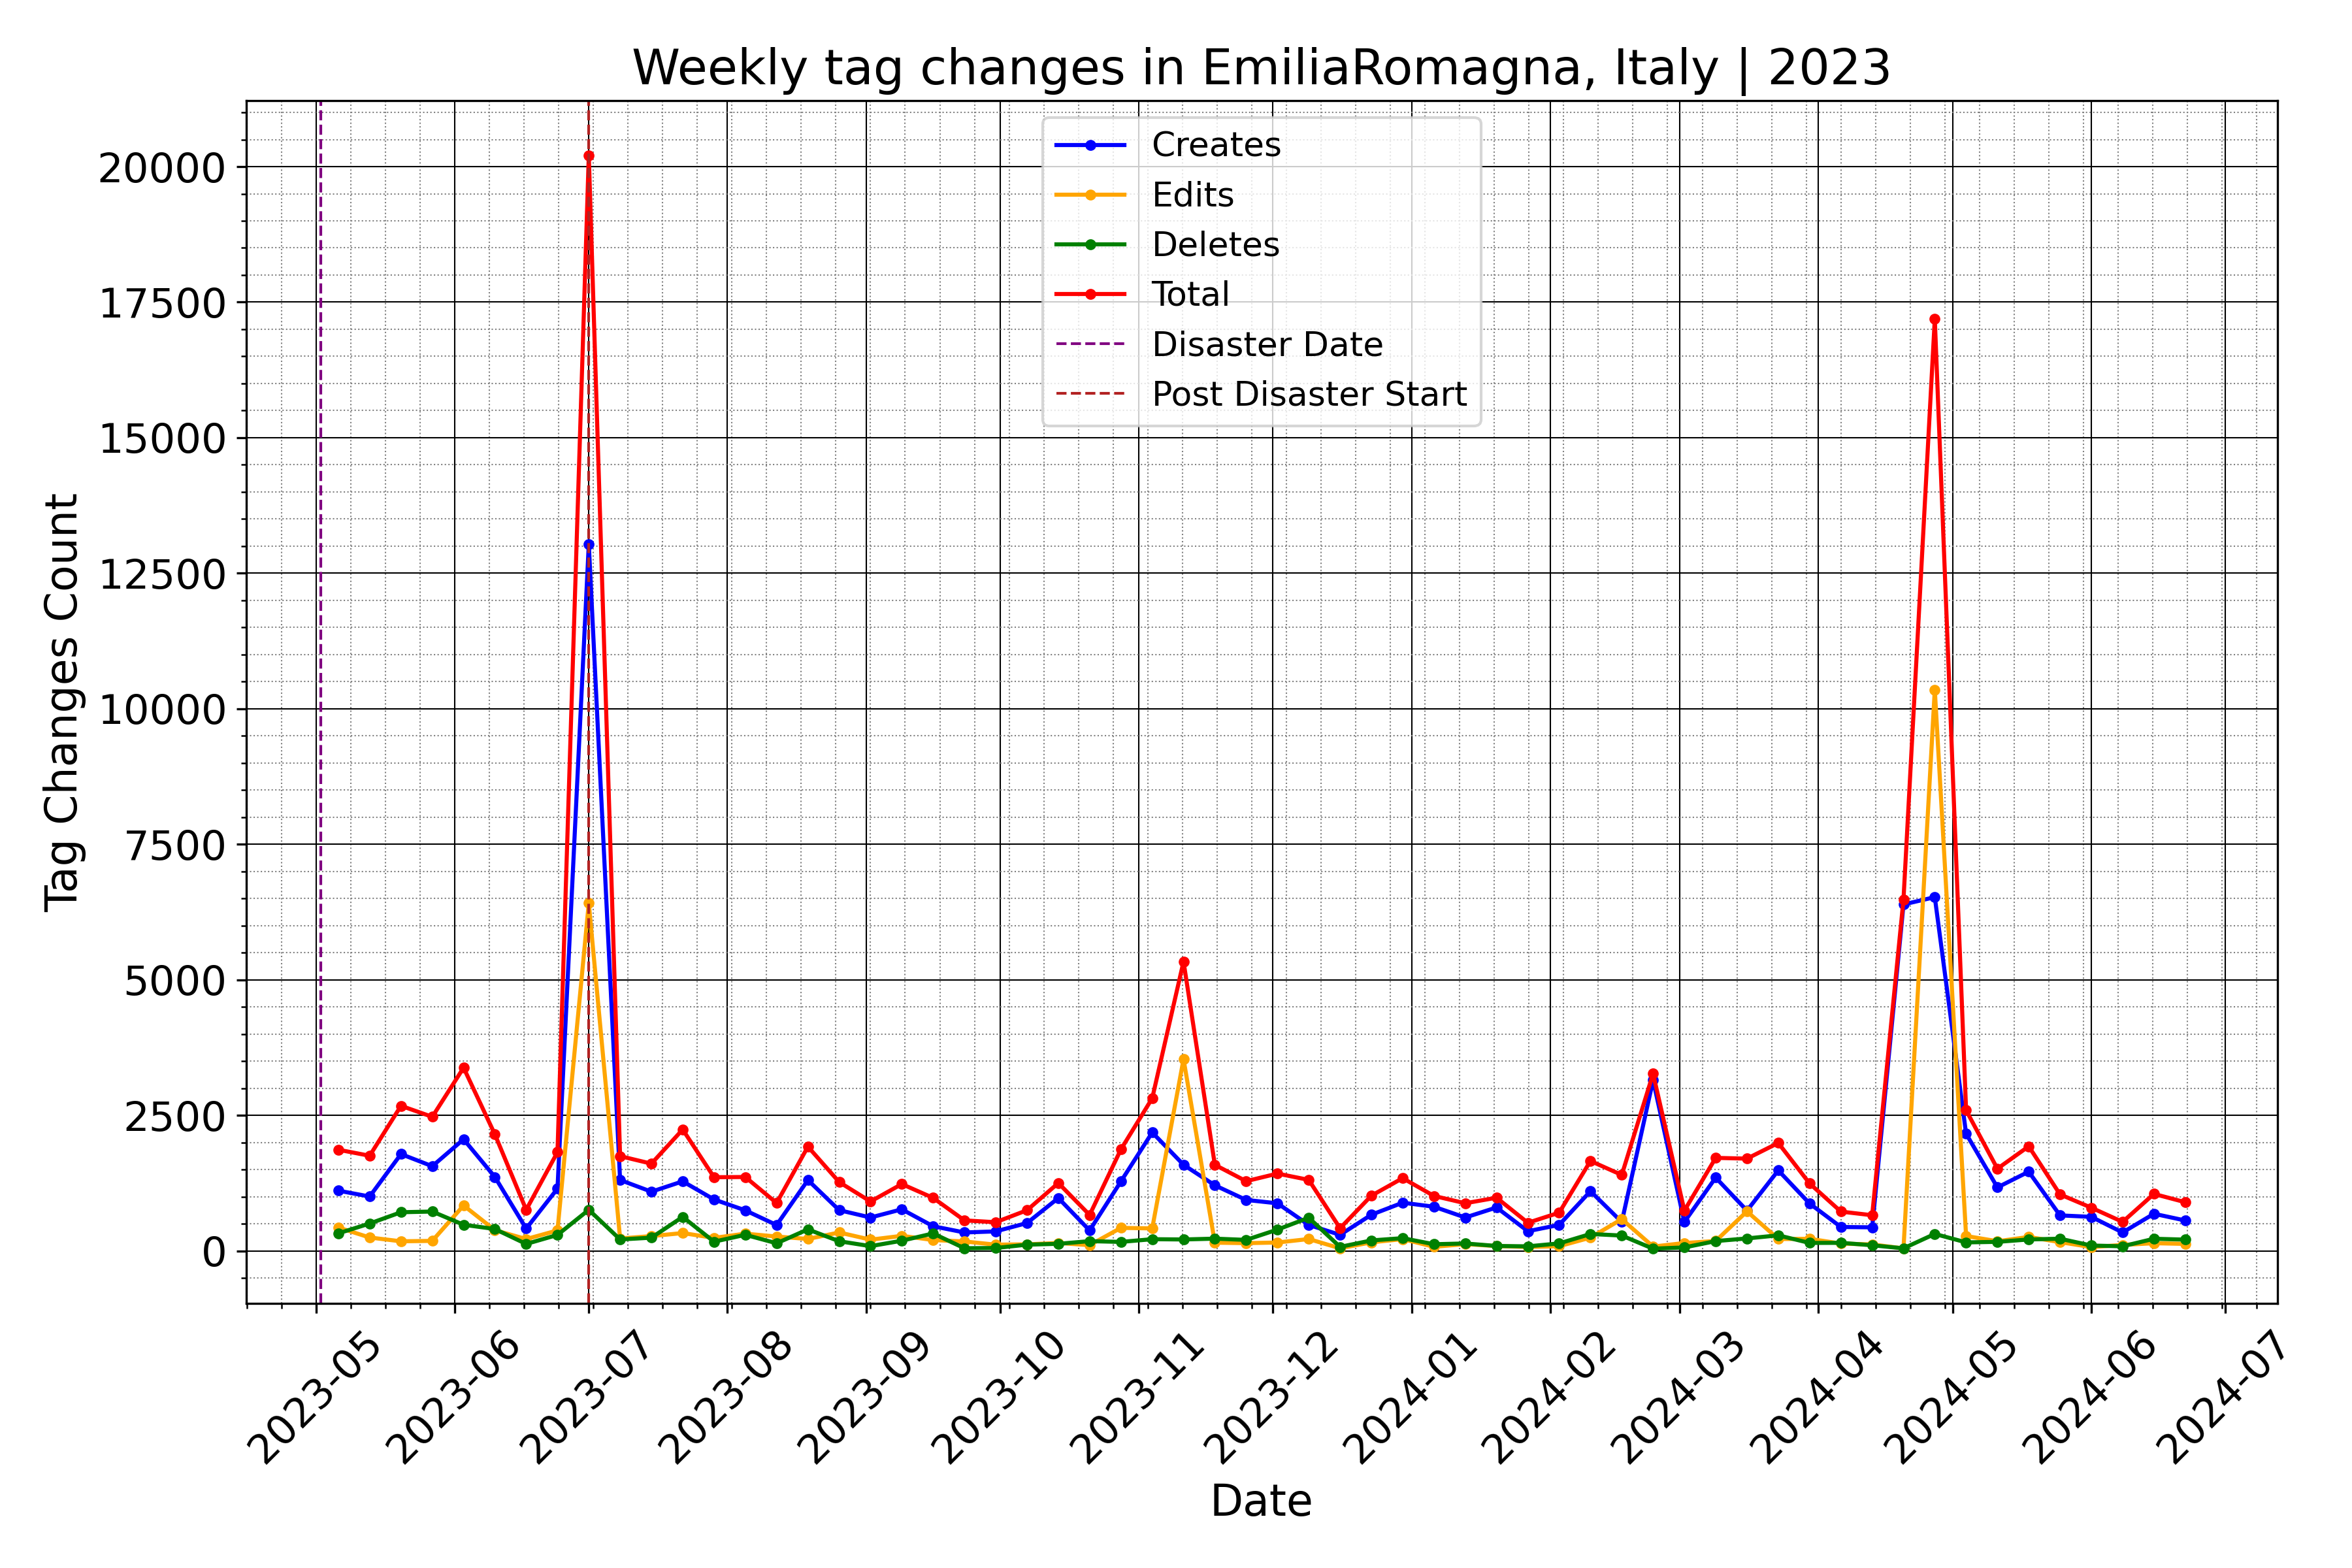 Weekly tag changes in EmiliaRomagna, Italy | 2023
Creates
Edits
Deletes
Total
Disaster Date
Post Disaster Start
Tag Changes Count
20000
17500
15000
12500
10000
7500
5000
2500
0
2023-05
2023-06
2023-07
2023-08
2023-09
2023-10
2023-11
2023-12
2024-01
2024-02
2024-03
2024-04
2024-05
2024-06
2024-07
Date